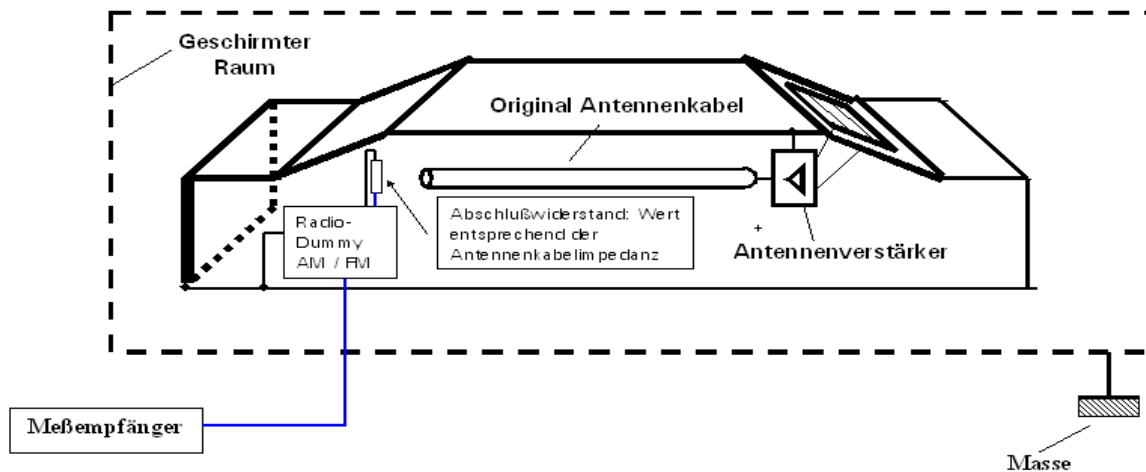 Geschirmter
Raum
Original Antennenkabel
Radio-
Dummy
AM / FM
Abschlußwiderstand: Wert
entsprechend der
Antennenkabelimpedanz
+
Antennenverstärker
Meßempfänger
Masse